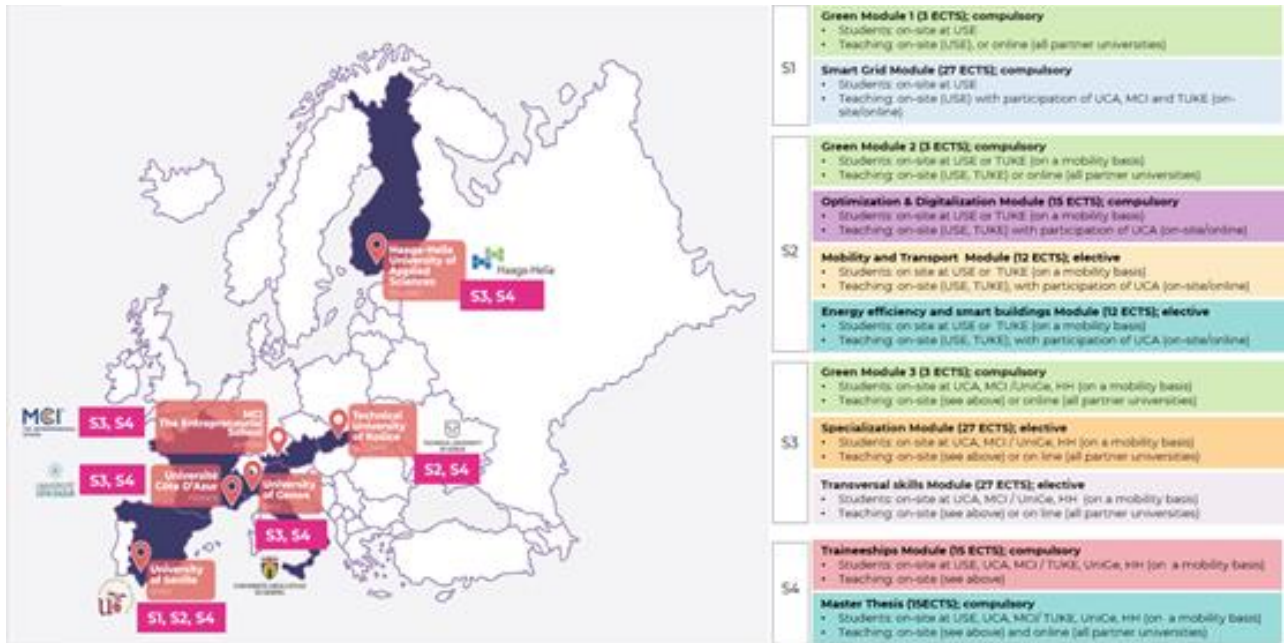 Haaga-Helia
University of
Applied
Sciences
Haaga-Helia
S3, S4
MCI
S3, S4
MCI
The Entrepreneurial
School
Technical
University
of Košice
S2, S4
S3, S4
Université
Côte D'Azur
University
of Genoa
S3, S4
University
of Seville
S1, S2, S4
S1
Green Module 1 (3 ECTS); compulsory
• Students: on-site at USE
• Teaching: on-site (USE), or online (all partner universities)
Smart Grid Module (27 ECTS); compulsory
• Students: on-site at USE
• Teaching: on-site (USE) with participation of UCA, MCI and TUKE (on-
site/online)
S2
Green Module 2 (3 ECTS); compulsory
• Students: on-site at USE or TUKE (on a mobility basis)
• Teaching: on-site (USE, TUKE) or online (all partner universities)
Optimization & Digitalization Module (15 ECTS); compulsory
• Students: on-site at USE or TUKE (on a mobility basis)
• Teaching: on-site (USE, TUKE) with participation of UCA (on-site/online)
Mobility and Transport Module (12 ECTS); elective
• Students: on-site at USE or TUKE (on a mobility basis)
• Teaching: on-site (USE, TUKE), with participation of UCA (on-site/online)
Energy efficiency and smart buildings Module (12 ECTS); elective
• Students: on-site at USE or TUKE (on a mobility basis)
• Teaching: on-site (USE, TUKE), with participation of UCA (on-site/online)
S3
Green Module 3 (3 ECTS); compulsory
• Students: on-site at UCA, MCI /UniGe, HH (on a mobility basis)
• Teaching: on-site (see above) or online (all partner universities)
Specialization Module (27 ECTS); elective
• Students: on-site at UCA, MCI / UniGe, HH (on a mobility basis)
• Teaching: on-site (see above) or on line (all partner universities)
Transversal skills Module (27 ECTS); elective
• Students: on-site at UCA, MCI / UniGe, HH (on a mobility basis)
• Teaching: on-site (see above) or on line (all partner universities)
S4
Traineeships Module (15 ECTS); compulsory
• Students: on-site at USE, UCA, MCI / TUKE, UniGe, HH (on a mobility basis)
• Teaching: on-site (see above)
Master Thesis (15ECTS); compulsory
• Students: on-site at USE, UCA, MCI/ TUKE, UniGe, HH (on a mobility basis)
• Teaching: on-site (see above) and online (all partner universities)